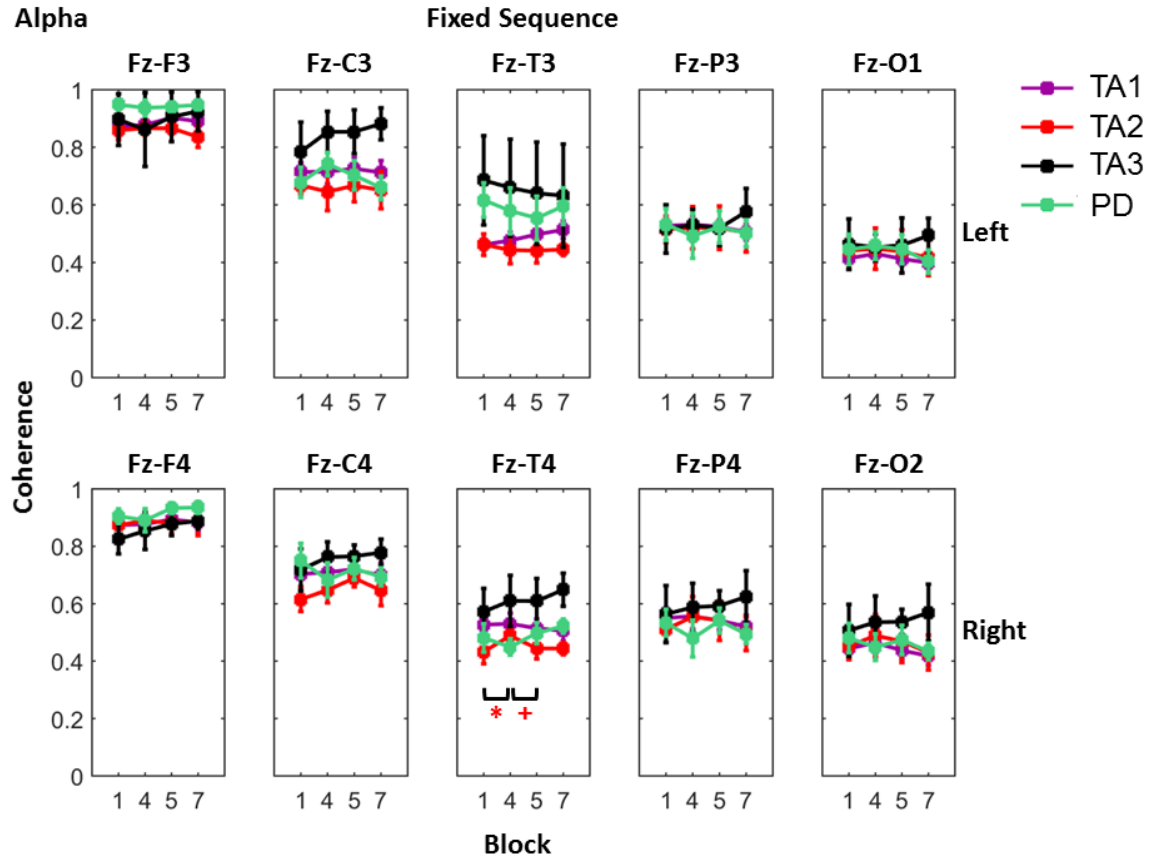 Alpha
Fixed Sequence
Fz-F3 Fz-C3 Fz-T3 Fz-P3 Fz-O1
1
0.8
0.6
0.4
0.2
0
1 4 5 7 1 4 5 7 1 4 5 7 1 4 5 7 1 4 5 7
TA1
TA2
TA3
PD
Left
Coherence
Fz-F4 Fz-C4 Fz-T4 Fz-P4 Fz-O2
1
0.8
0.6
0.4
0.2
0
* +
1 4 5 7 1 4 5 7 1 4 5 7 1 4 5 7 1 4 5 7
Right
Block